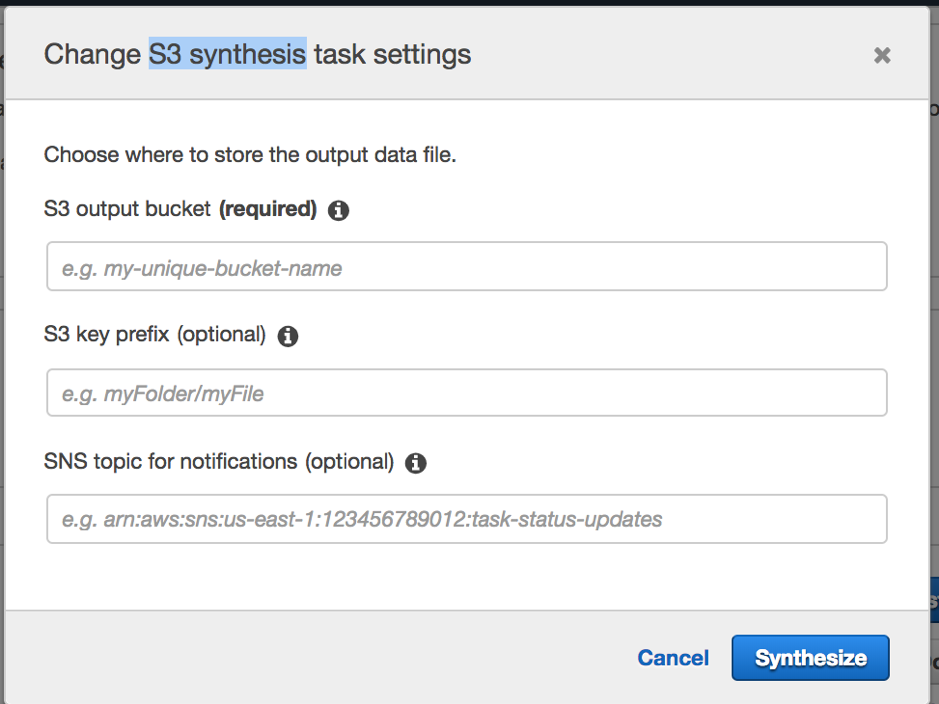 Change S3 synthesis task settings
Choose where to store the output data file.
S3 output bucket (required)
e.g. my-unique-bucket-name
S3 key prefix (optional)
e.g. myFolder/myFile
SNS topic for notifications (optional)
e.g. arn:aws:sns:us-east-1:123456789012:task-status-updates
Cancel
Synthesize